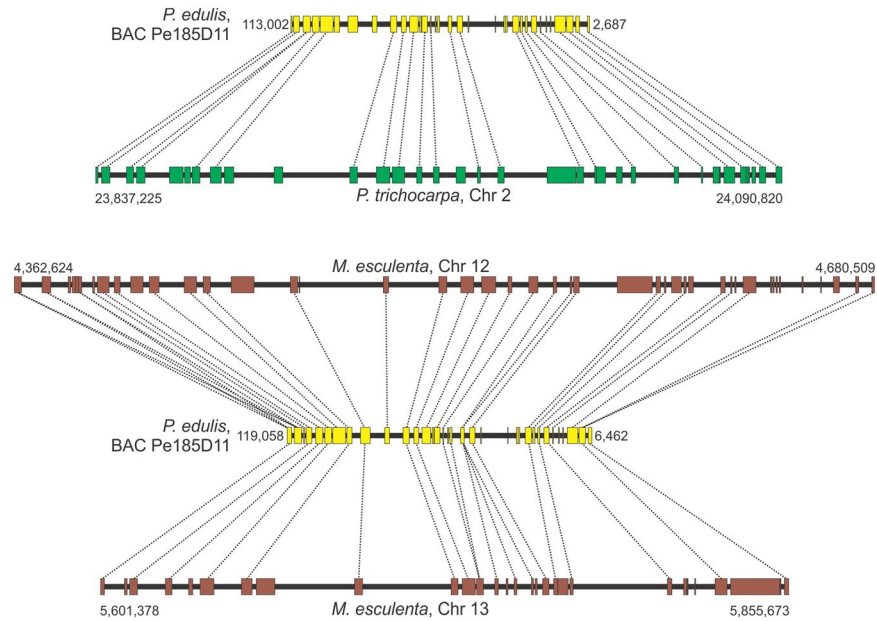 P. edulis,
BAC Pe185D11
113,002
2,687
23,837,225
P. trichocarpa, Chr 2
24,090,820
4,362,624
M. esculenta, Chr 12
4,680,509
P. edulis,
BAC Pe185D11
119,058
6,462
5,601,378
M. esculenta, Chr 13
5,855,673